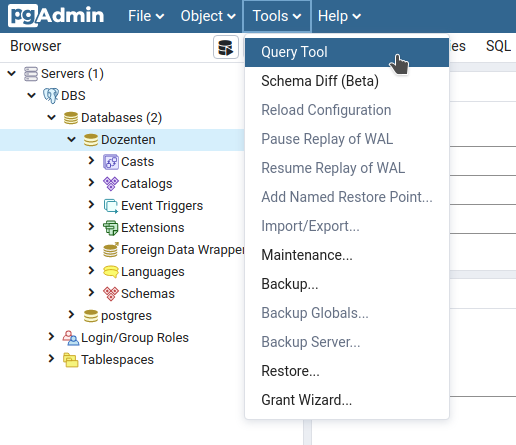 pgAdmin File Object Tools Help
Browser
SQL
Servers (1)
DBS
Databases (2)
Dozenten
Casts
Catalogs
Event Triggers
Extensions
Foreign Data Wrappe
Languages
Schemas
postgres
Login/Group Roles
Tablespaces
Query Tool
Schema Diff (Beta)
Reload Configuration
Pause Replay of WAL
Resume Replay of WAL
Add Named Restore Point...
Import/Export...
Maintenance...
Backup...
Backup Globals...
Backup Server...
Restore...
Grant Wizard...